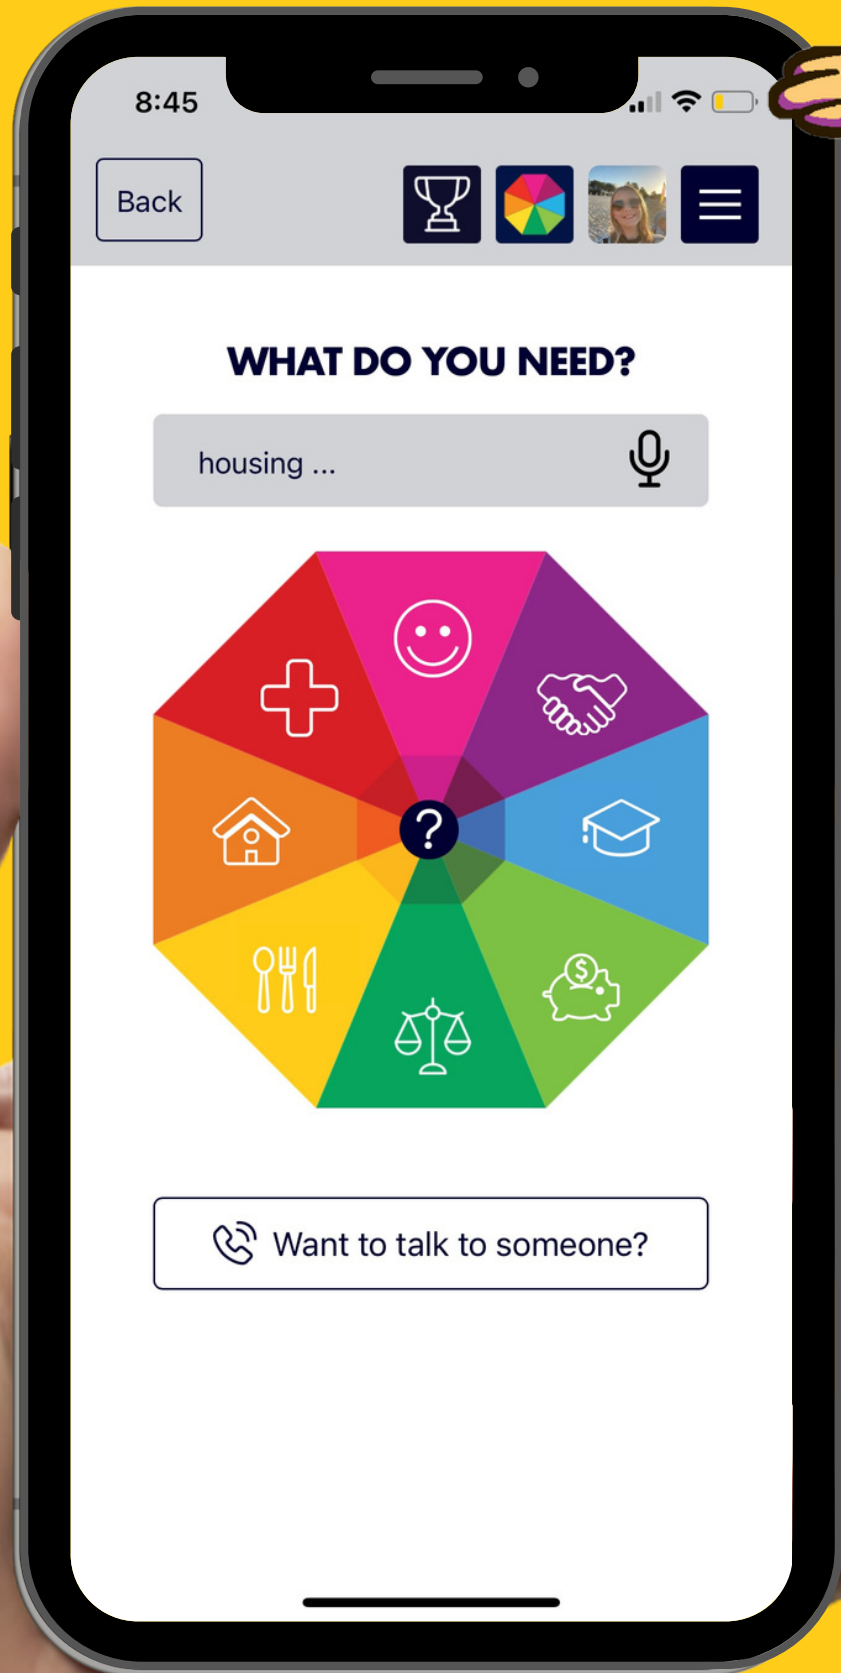 8:45
Back
WHAT DO YOU NEED?
housing ...
?
$
Want to talk to someone?